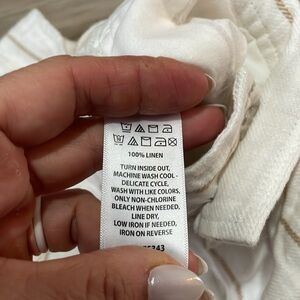 100% LINEN
TURN INSIDE OUT,
MACHINE WASH COOL -
DELICATE CYCLE,
WASH WITH LIKE COLORS,
ONLY NON-CHLORINE
BLEACH WHEN NEEDED,
LINE DRY,
LOW IRON IF NEEDED,
IRON ON REVERSE